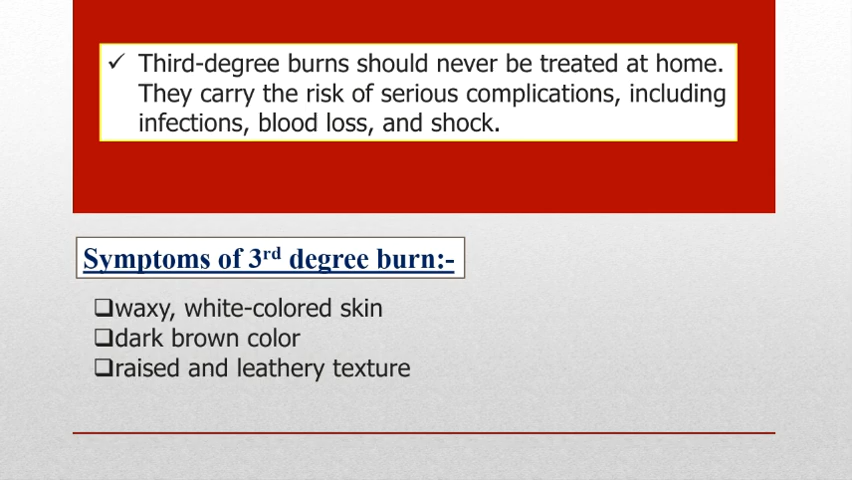 ✓ Third-degree burns should never be treated at home.
They carry the risk of serious complications, including
infections, blood loss, and shock.
Symptoms of 3rd degree burn:-
❑waxy, white-colored skin
❑dark brown color
❑raised and leathery texture